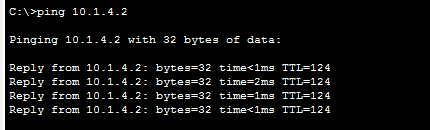 C:\>ping 10.1.4.2
Pinging 10.1.4.2 with 32 bytes of data:
Reply from 10.1.4.2: bytes=32 time<1ms TTL=124
Reply from 10.1.4.2: bytes=32 time=2ms TTL=124
Reply from 10.1.4.2: bytes=32 time=1ms TTL=124
Reply from 10.1.4.2: bytes=32 time<1ms TTL=124